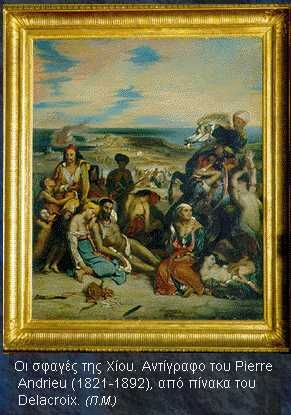 Οι σφαγές της Χίου. Αντίγραφο του Pierre
Andrieu (1821-1892), από πίνακα του
Delacroix. (Π.Μ.)